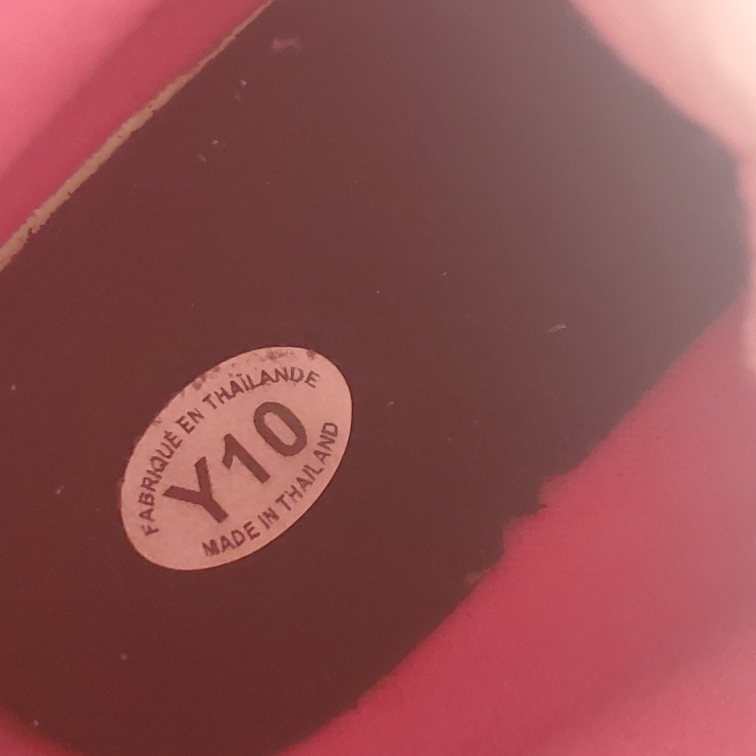 FABRIQUÉ EN THAÏLANDE
Y10
MADE IN THAILAND